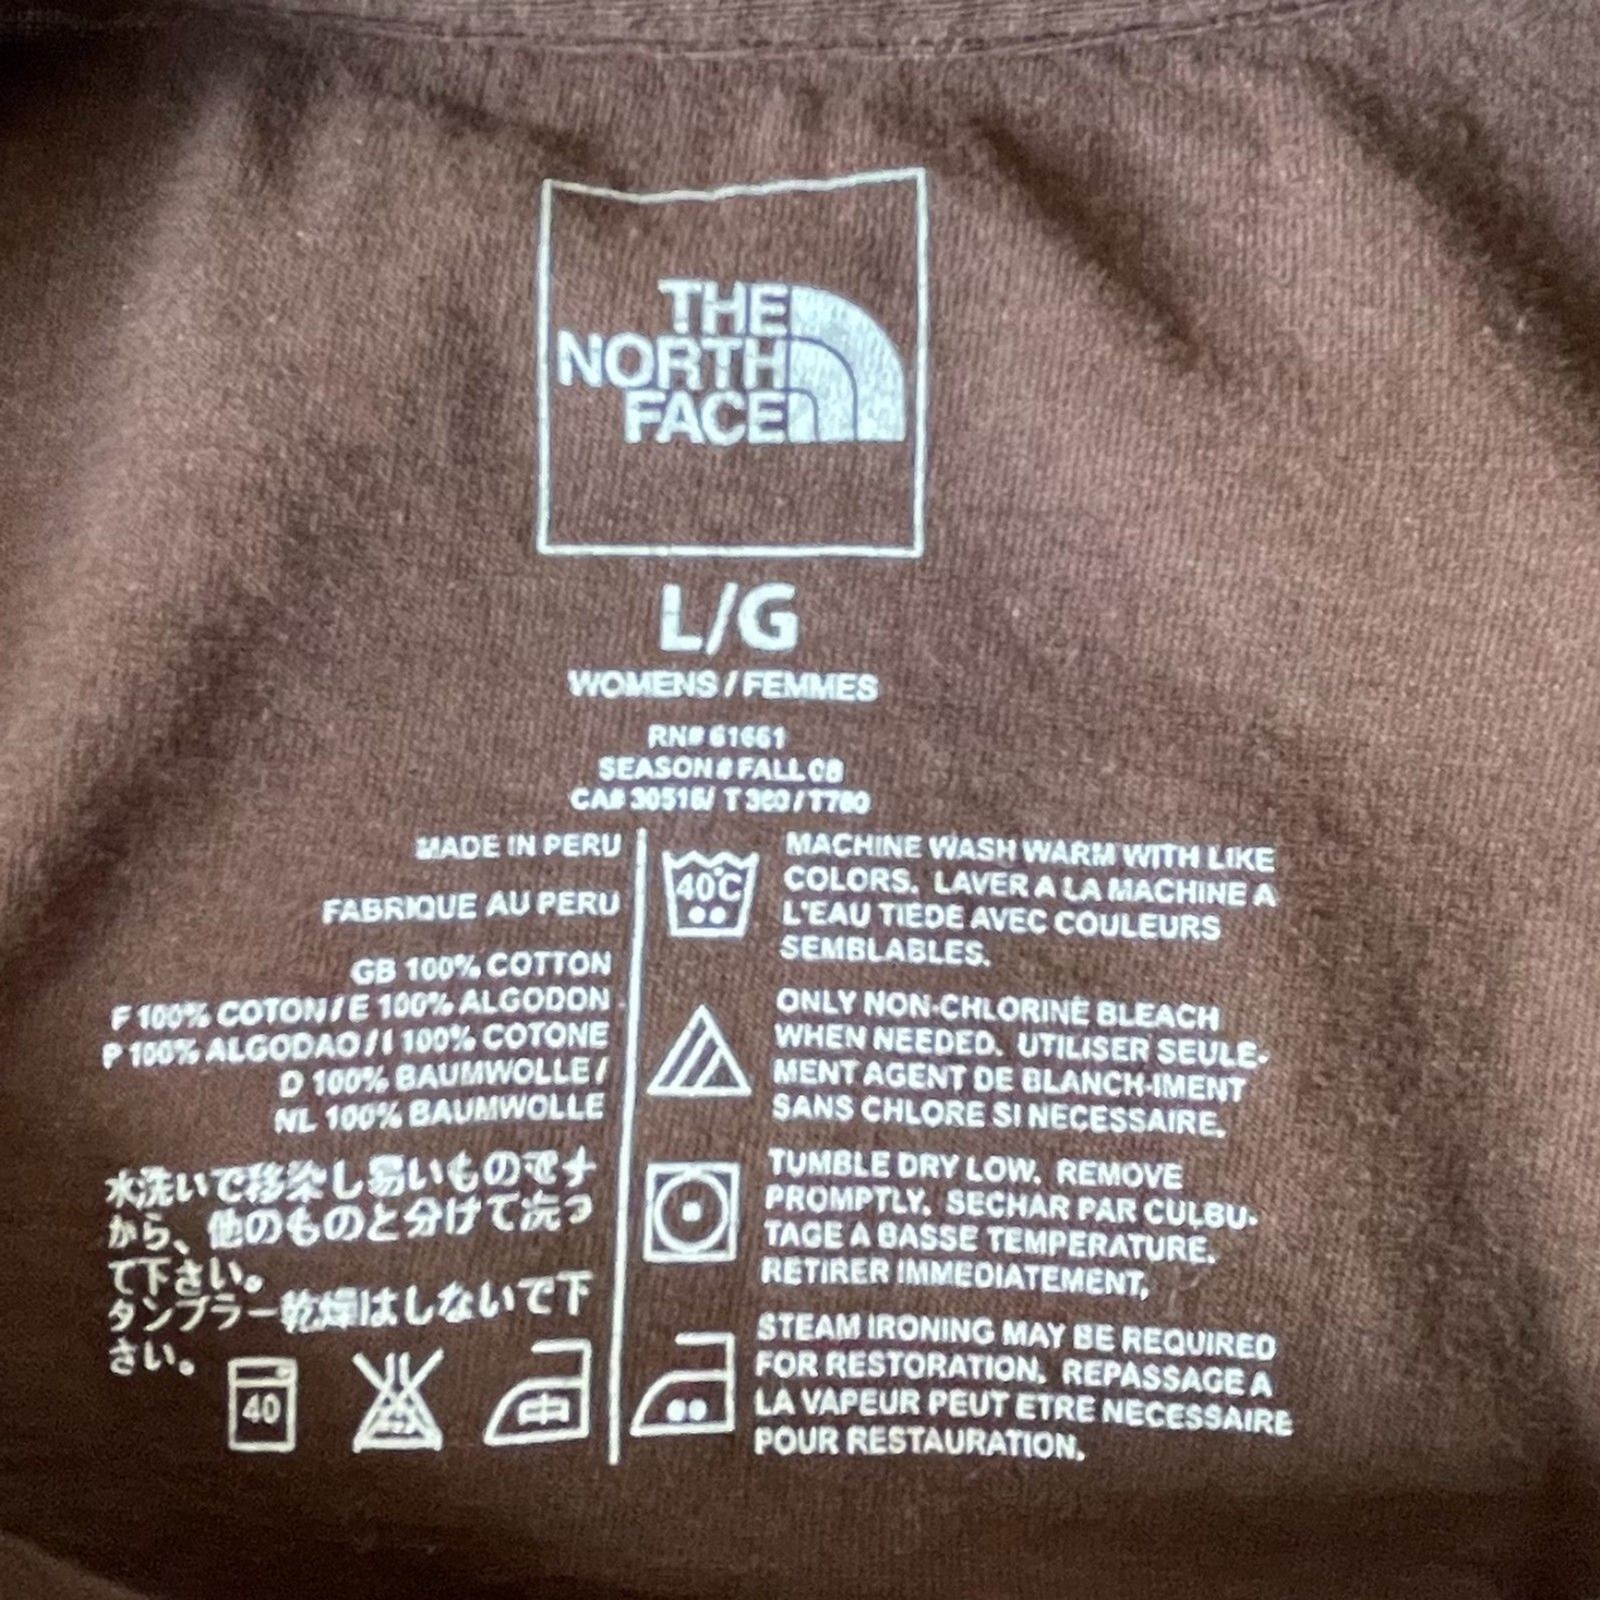 THE
NORTH
FACE
L/G
WOMENS / FEMMES
RN# 61661
SEASON # FALL 08
CA# 30516/ T 380 / T780
MADE IN PERU
FABRIQUE AU PERU
GB 100% COTTON
F 100% COTON / E 100% ALGODON
P 100% ALGODAO / I 100% COTONE
D 100% BAUMWOLLE /
NL 100% BAUMWOLLE
水洗いで移染し易いものです
から、他のものと分けて洗っ
て下さい。
タンブラー乾燥はしないで下
さい。
40
中
40°C
MACHINE WASH WARM WITH LIKE
COLORS. LAVER A LA MACHINE A
L'EAU TIEDE AVEC COULEURS
SEMBLABLES.
ONLY NON-CHLORINE BLEACH
WHEN NEEDED. UTILISER SEULE-
MENT AGENT DE BLANCH-IMENT
SANS CHLORE SI NECESSAIRE.
TUMBLE DRY LOW. REMOVE
PROMPTLY. SECHAR PAR CULBU-
TAGE A BASSE TEMPERATURE.
RETIRER IMMEDIATEMENT,
STEAM IRONING MAY BE REQUIRED
FOR RESTORATION. REPASSAGE A
LA VAPEUR PEUT ETRE NECESSAIRE
POUR RESTAURATION.